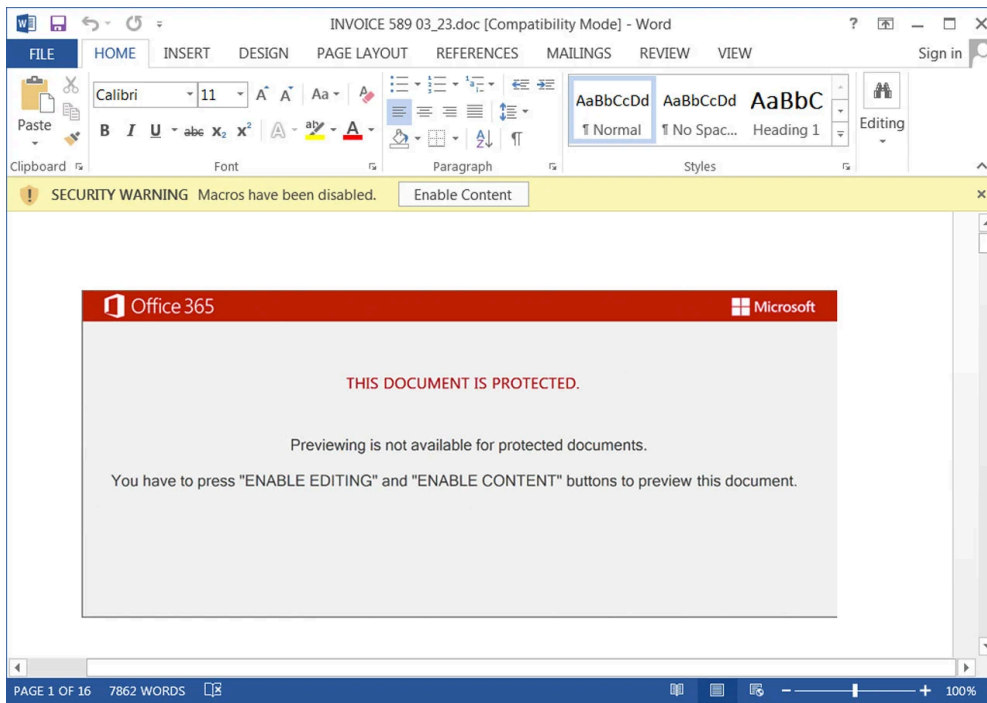 INVOICE 589 03_23.doc [Compatibility Mode] - Word
FILE HOME INSERT DESIGN PAGE LAYOUT REFERENCES MAILINGS REVIEW VIEW Sign in
Calibri 11 Aa AaBbCcDd AaBbCcDd AaBbC
Paste B I U abc X₂ X² A aby A ¶ Normal ¶ No Spac... Heading 1 Editing
Clipboard Font Paragraph Styles
SECURITY WARNING Macros have been disabled. Enable Content
Office 365 Microsoft
THIS DOCUMENT IS PROTECTED.
Previewing is not available for protected documents.
You have to press "ENABLE EDITING" and "ENABLE CONTENT" buttons to preview this document.
PAGE 1 OF 16 7862 WORDS 100%